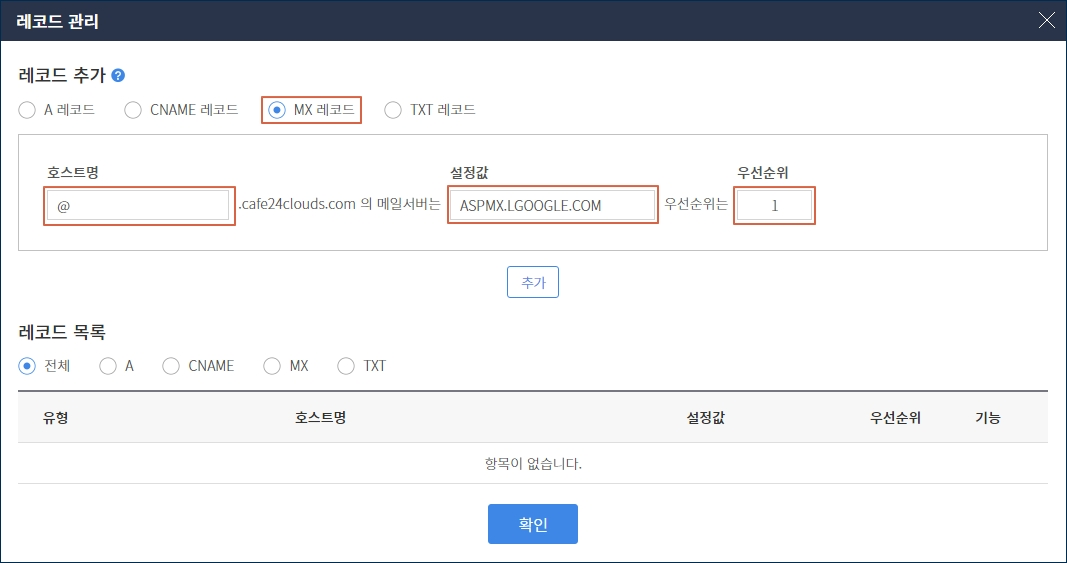 레코드 관리
레코드 추가 ?
A 레코드 CNAME 레코드 MX 레코드 TXT 레코드
호스트명 설정값 우선순위
@ .cafe24clouds.com 의 메일서버는 ASPMX.LGOOGLE.COM 우선순위는 1
추가
레코드 목록
전체 A CNAME MX TXT
유형 호스트명 설정값 우선순위 기능
항목이 없습니다.
확인